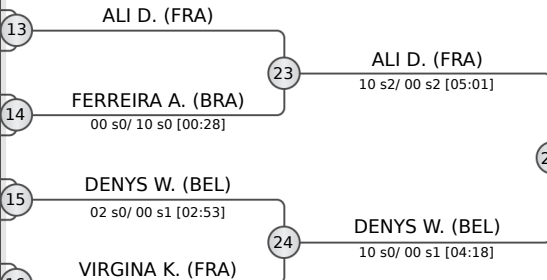 13
ALI D. (FRA)
23
ALI D. (FRA)
10 s2/ 00 s2 [05:01]
14
FERREIRA A. (BRA)
00 s0/ 10 s0 [00:28]
15
DENYS W. (BEL)
02 s0/ 00 s1 [02:53]
24
DENYS W. (BEL)
10 s0/ 00 s1 [04:18]
VIRGINA K. (FRA)